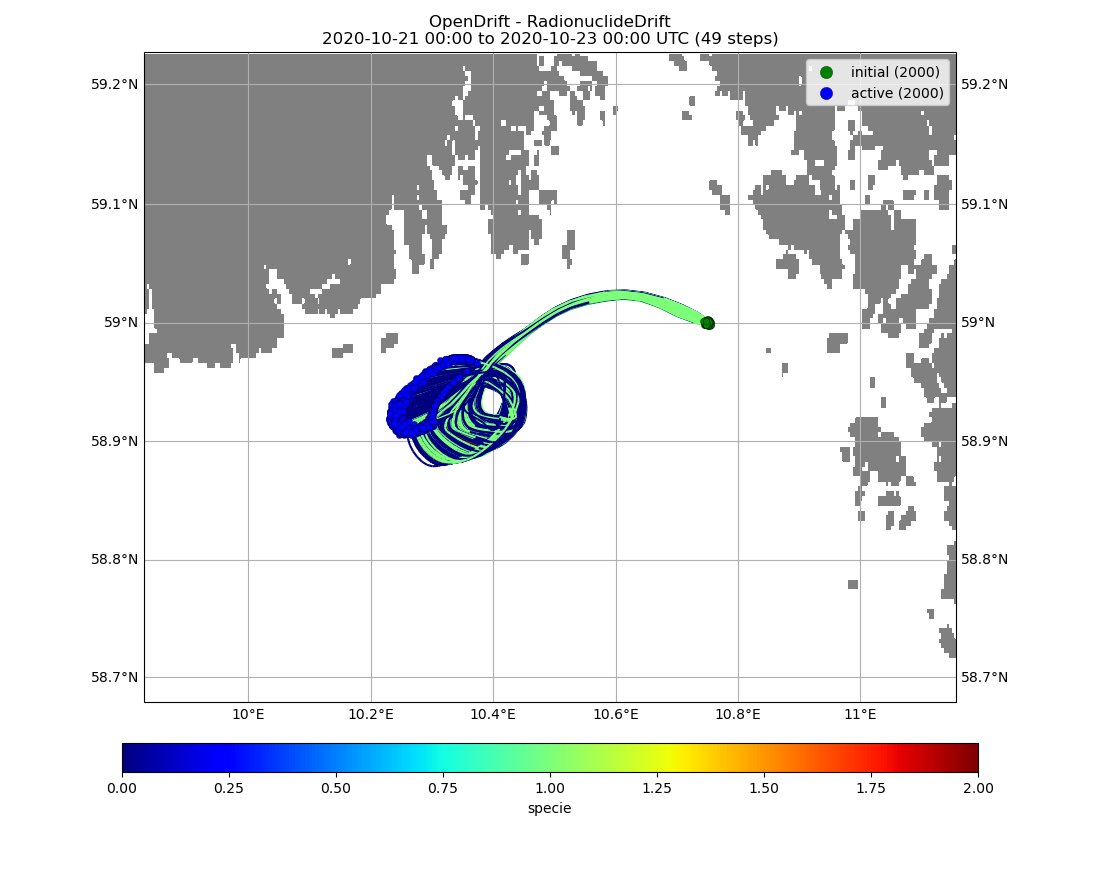 OpenDrift - RadionuclideDrift
2020-10-21 00:00 to 2020-10-23 00:00 UTC (49 steps)
initial (2000)
active (2000)
59.2°N 59.2°N
59.1°N 59.1°N
59°N 59°N
58.9°N 58.9°N
58.8°N 58.8°N
58.7°N 58.7°N
10°E 10.2°E 10.4°E 10.6°E 10.8°E 11°E
0.00 0.25 0.50 0.75 1.00 1.25 1.50 1.75 2.00
specie